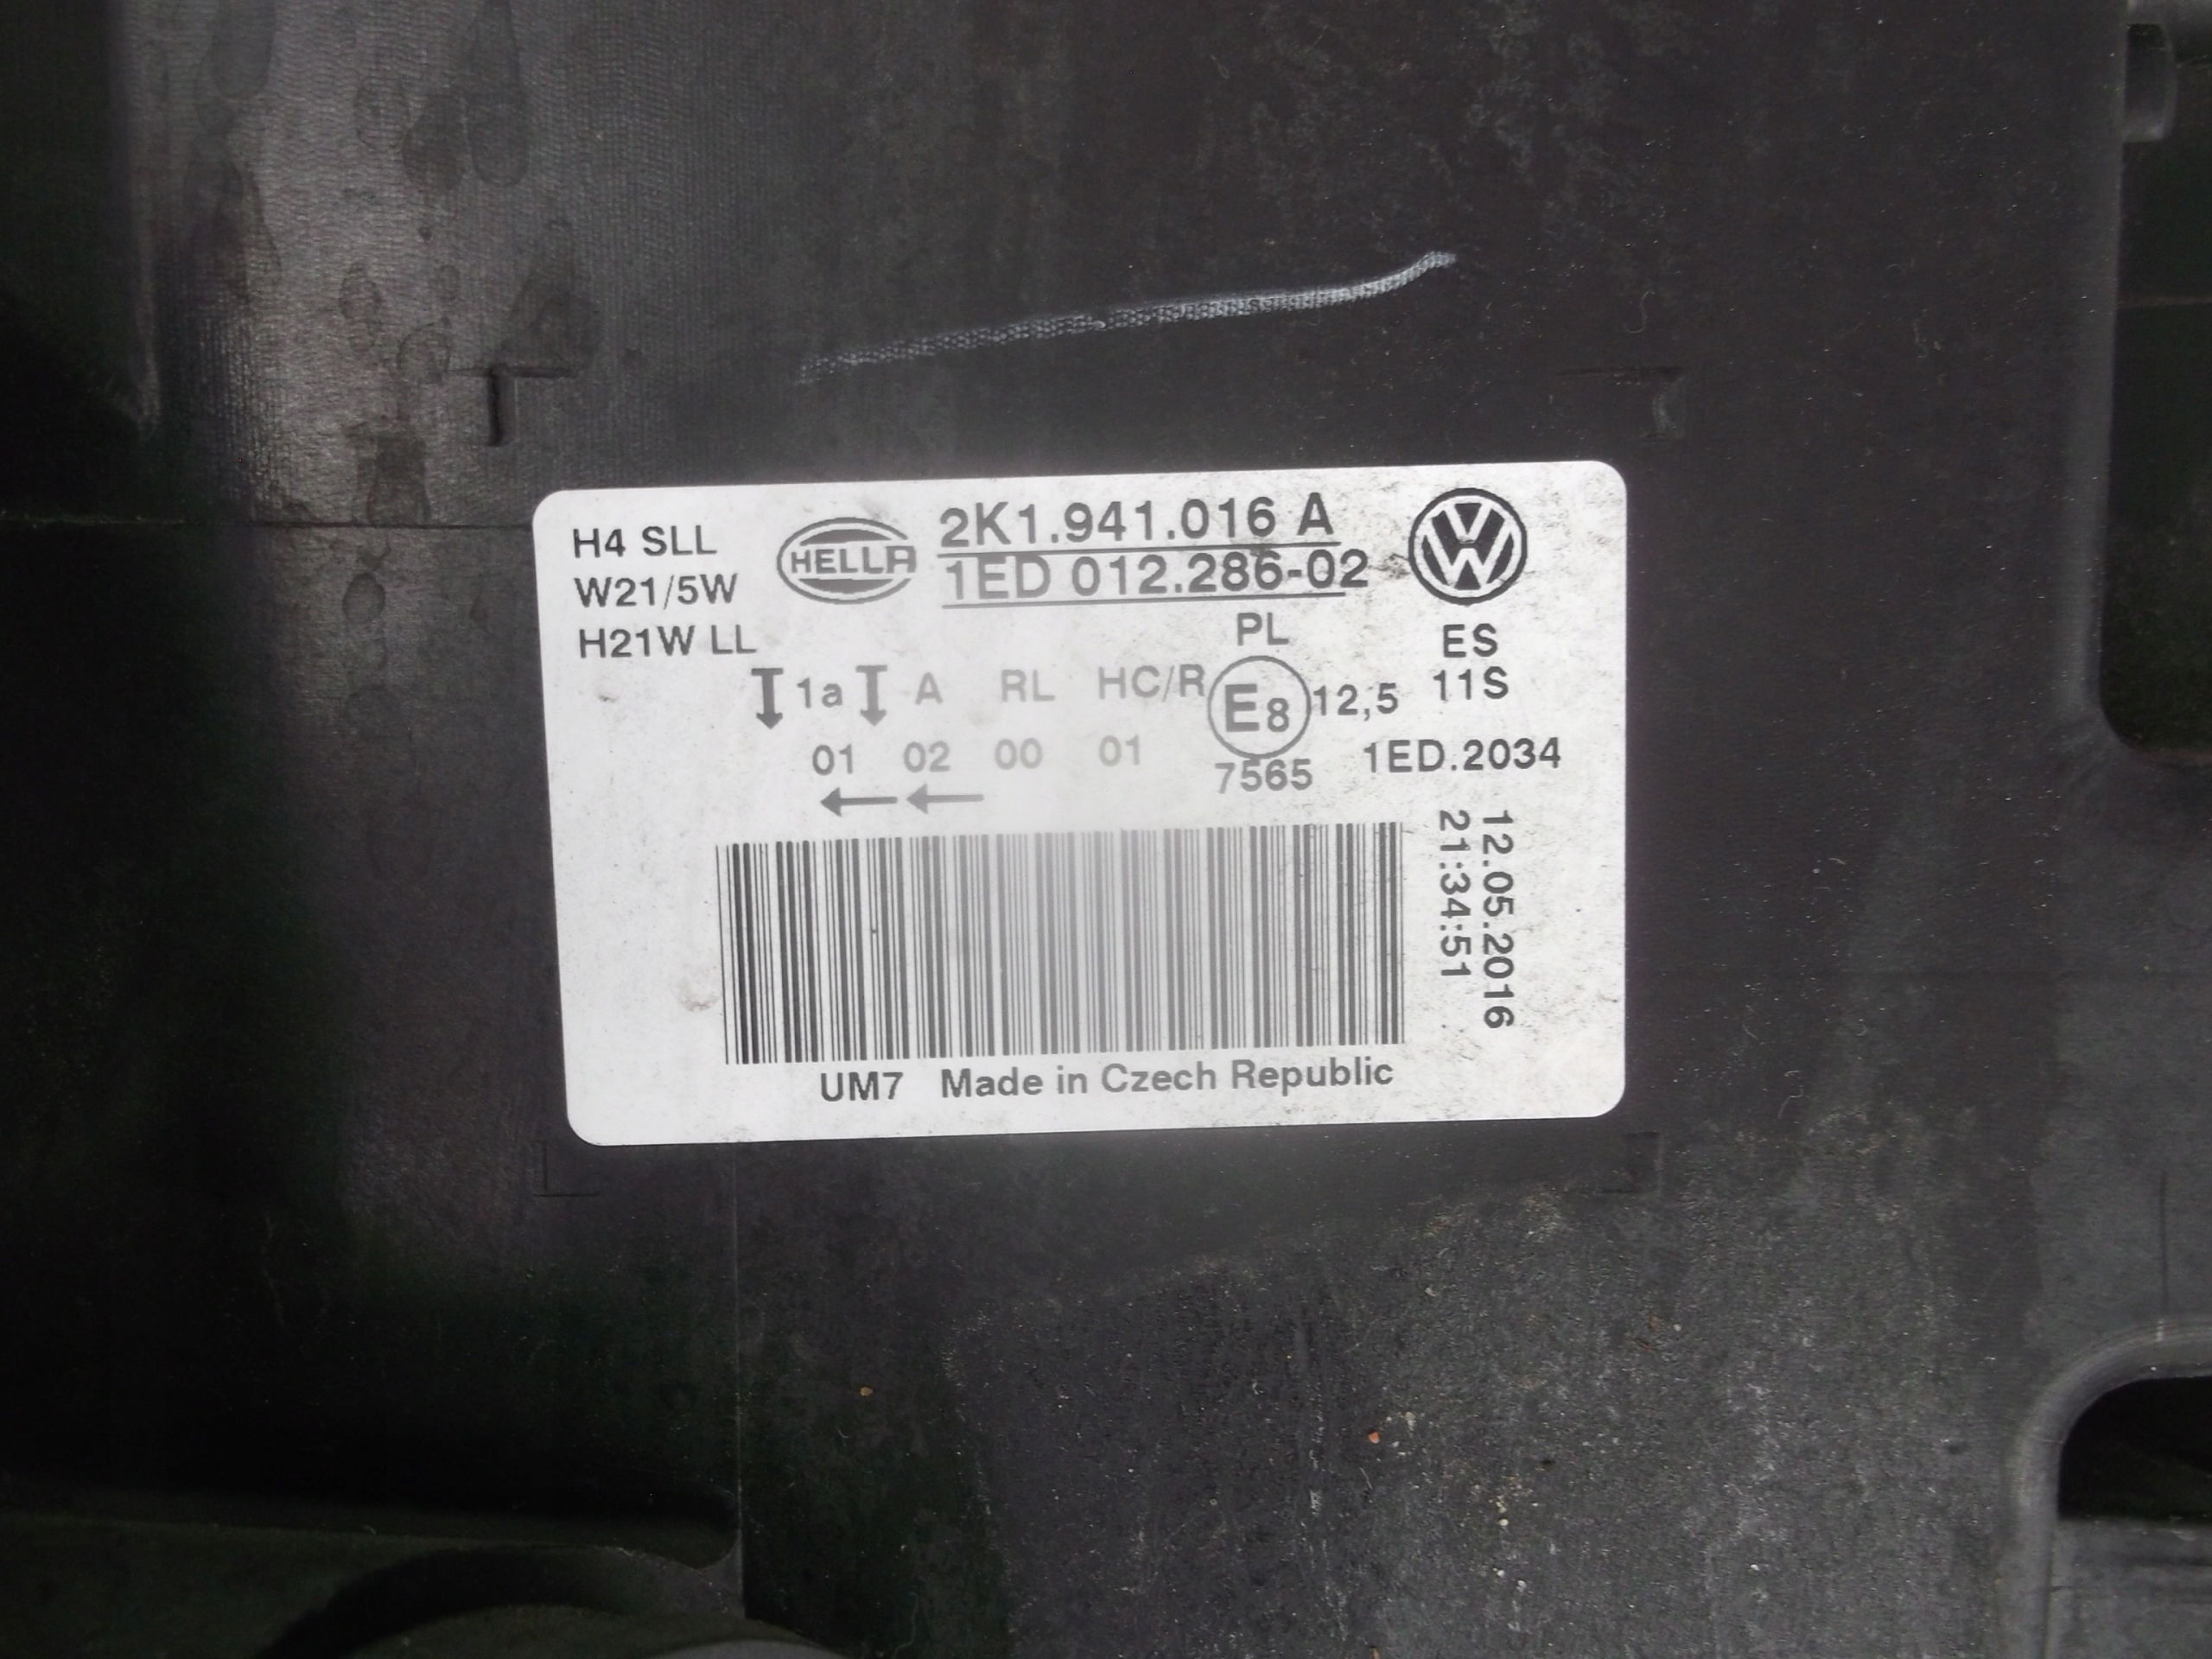 H4 SLL
W21/5W
H21W LL
HELLA
2K1.941.016 A
1ED 012.286-02
VW
PL
ES
1a A RL HC/R E8 12,5 11S
01 02 00 01
7565
1ED.2034
12.05.2016
21:34:51
UM7 Made in Czech Republic